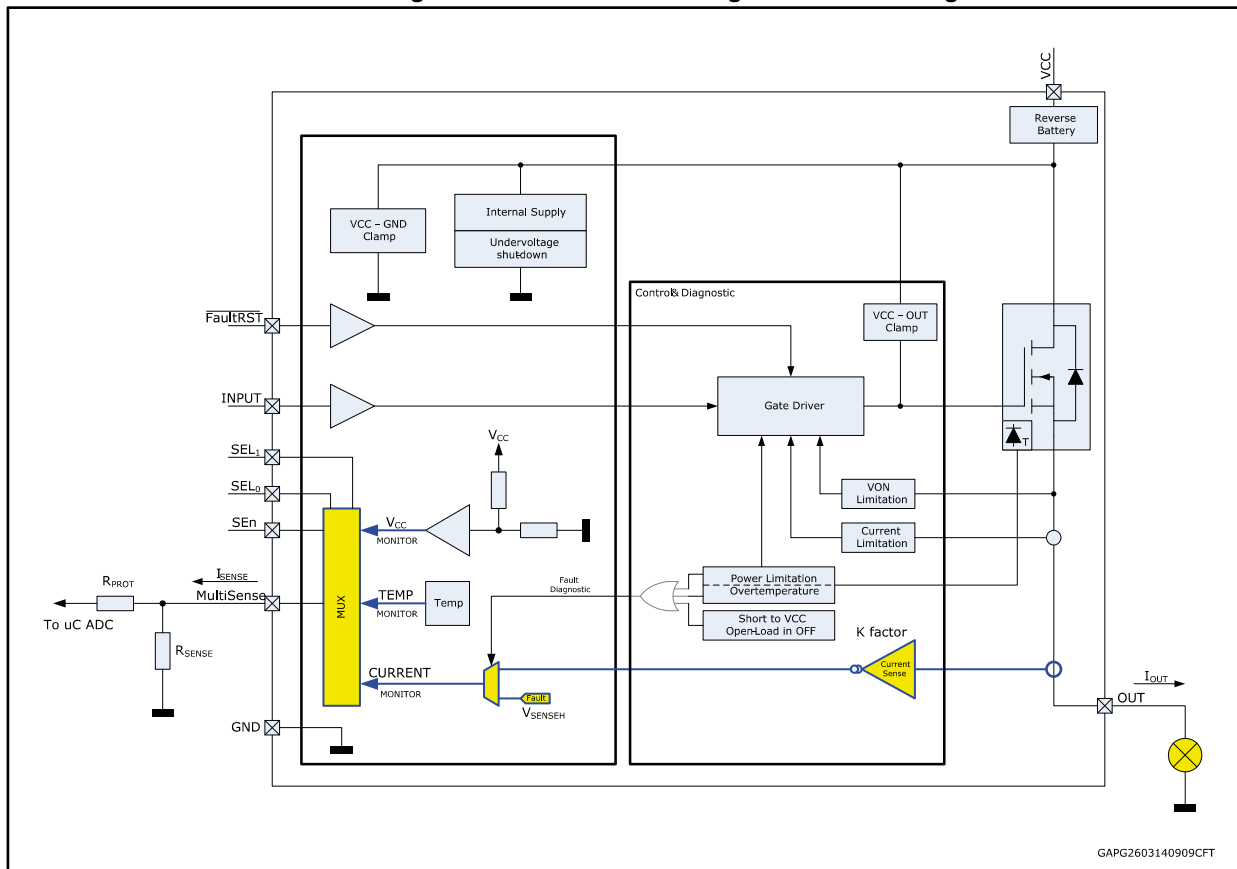 VCC
Reverse
Battery
VCC – GND
Clamp
Internal Supply
Undervoltage
shut-down
Control & Diagnostic
FaultRST
VCC – OUT
Clamp
INPUT
Gate Driver
T
SEL1
VCC
SEL0
VON
Limitation
SEn
VCC
MONITOR
Current
Limitation
RPROT
ISENSE
MultiSense
To uC ADC
MUX
TEMP
MONITOR
Temp
Fault
Diagnostic
Power Limitation
Overtemperature
Short to VCC
Open-Load in OFF
RSENSE
K factor
CURRENT
MONITOR
Current
Sense
Fault
VSENSEH
IOUT
OUT
GND
GAPG2603140909CFT